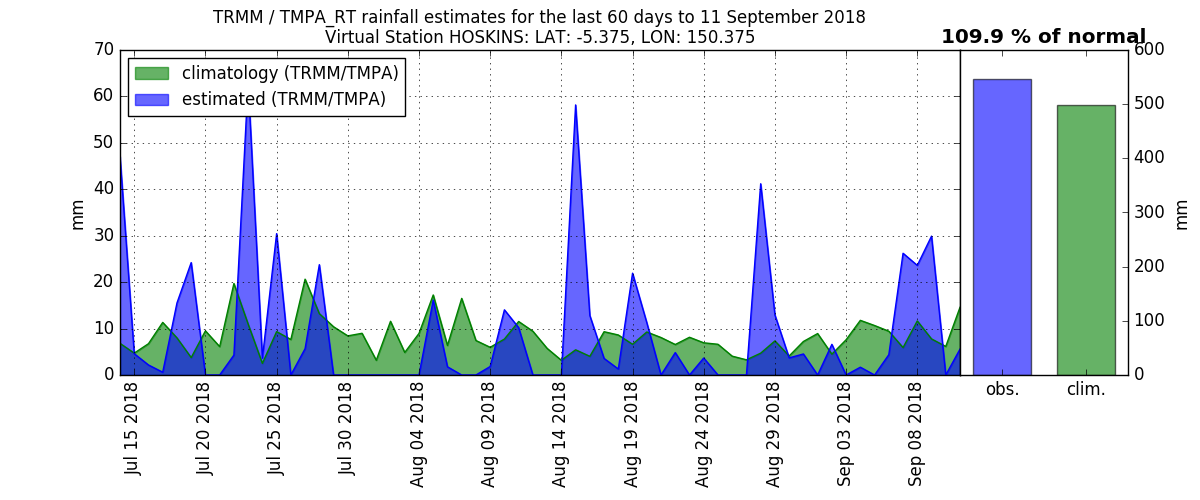 TRMM / TMPA_RT rainfall estimates for the last 60 days to 11 September 2018
Virtual Station HOSKINS: LAT: -5.375, LON: 150.375
109.9 % of normal
climatology (TRMM/TMPA)
estimated (TRMM/TMPA)
70
60
50
40
30
20
10
0
mm
Jul 15 2018
Jul 20 2018
Jul 25 2018
Jul 30 2018
Aug 04 2018
Aug 09 2018
Aug 14 2018
Aug 19 2018
Aug 24 2018
Aug 29 2018
Sep 03 2018
Sep 08 2018
obs.
clim.
600
500
400
300
200
100
0
mm